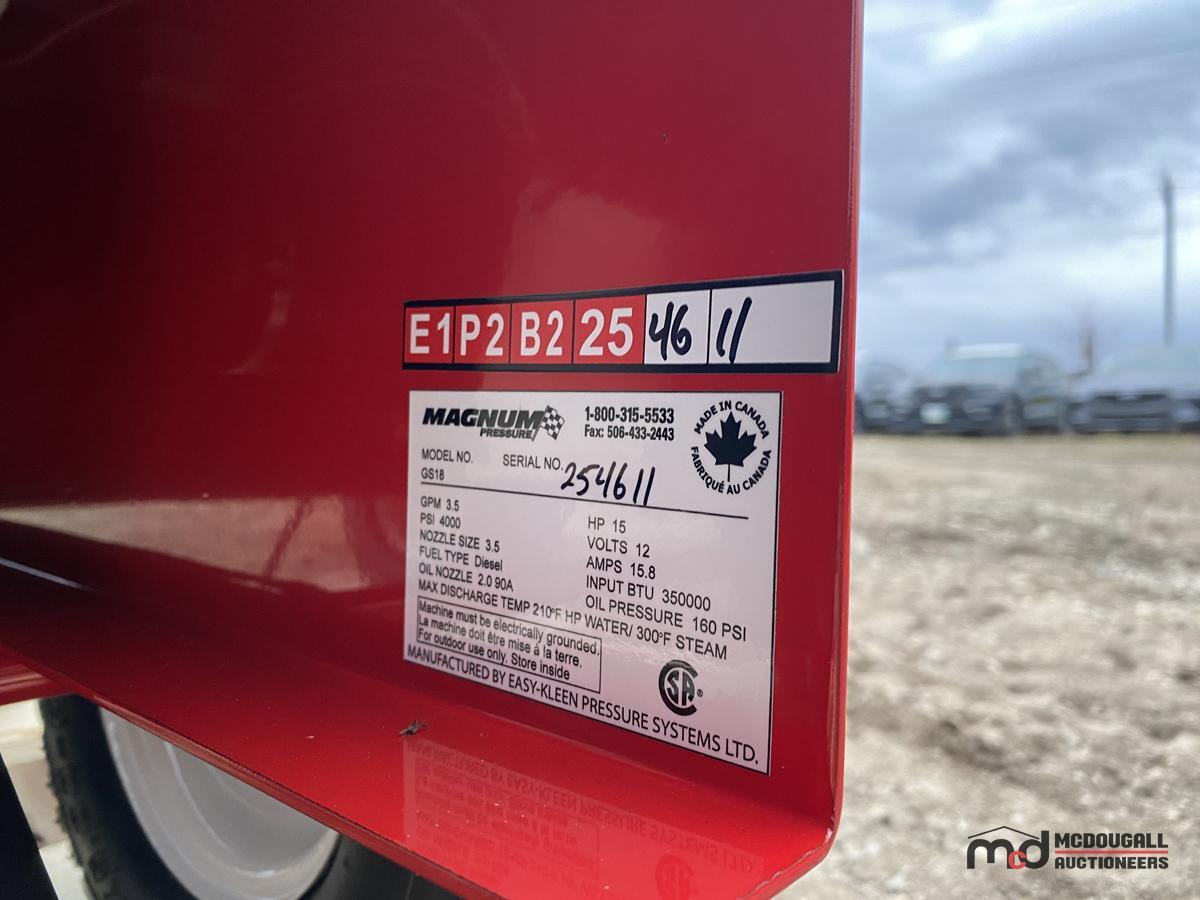 E1 P2 B2 25 46 11
MAGNUM
PRESSURE
1-800-315-5533
Fax: 506-433-2443
MADE IN CANADA
FABRIQUÉ AU CANADA
MODEL NO.
GS18
SERIAL NO. 254611
GPM 3.5
PSI 4000
NOZZLE SIZE 3.5
FUEL TYPE Diesel
OIL NOZZLE 2.0 90A
HP 15
VOLTS 12
AMPS 15.8
INPUT BTU 350000
OIL PRESSURE 160 PSI
MAX DISCHARGE TEMP 210°F HP WATER/ 300°F STEAM
Machine must be electrically grounded.
La machine doit être mise à la terre.
For outdoor use only. Store inside
CSA®
MANUFACTURED BY EASY-KLEEN PRESSURE SYSTEMS LTD.
mcd MCDOUGALL
AUCTIONEERS